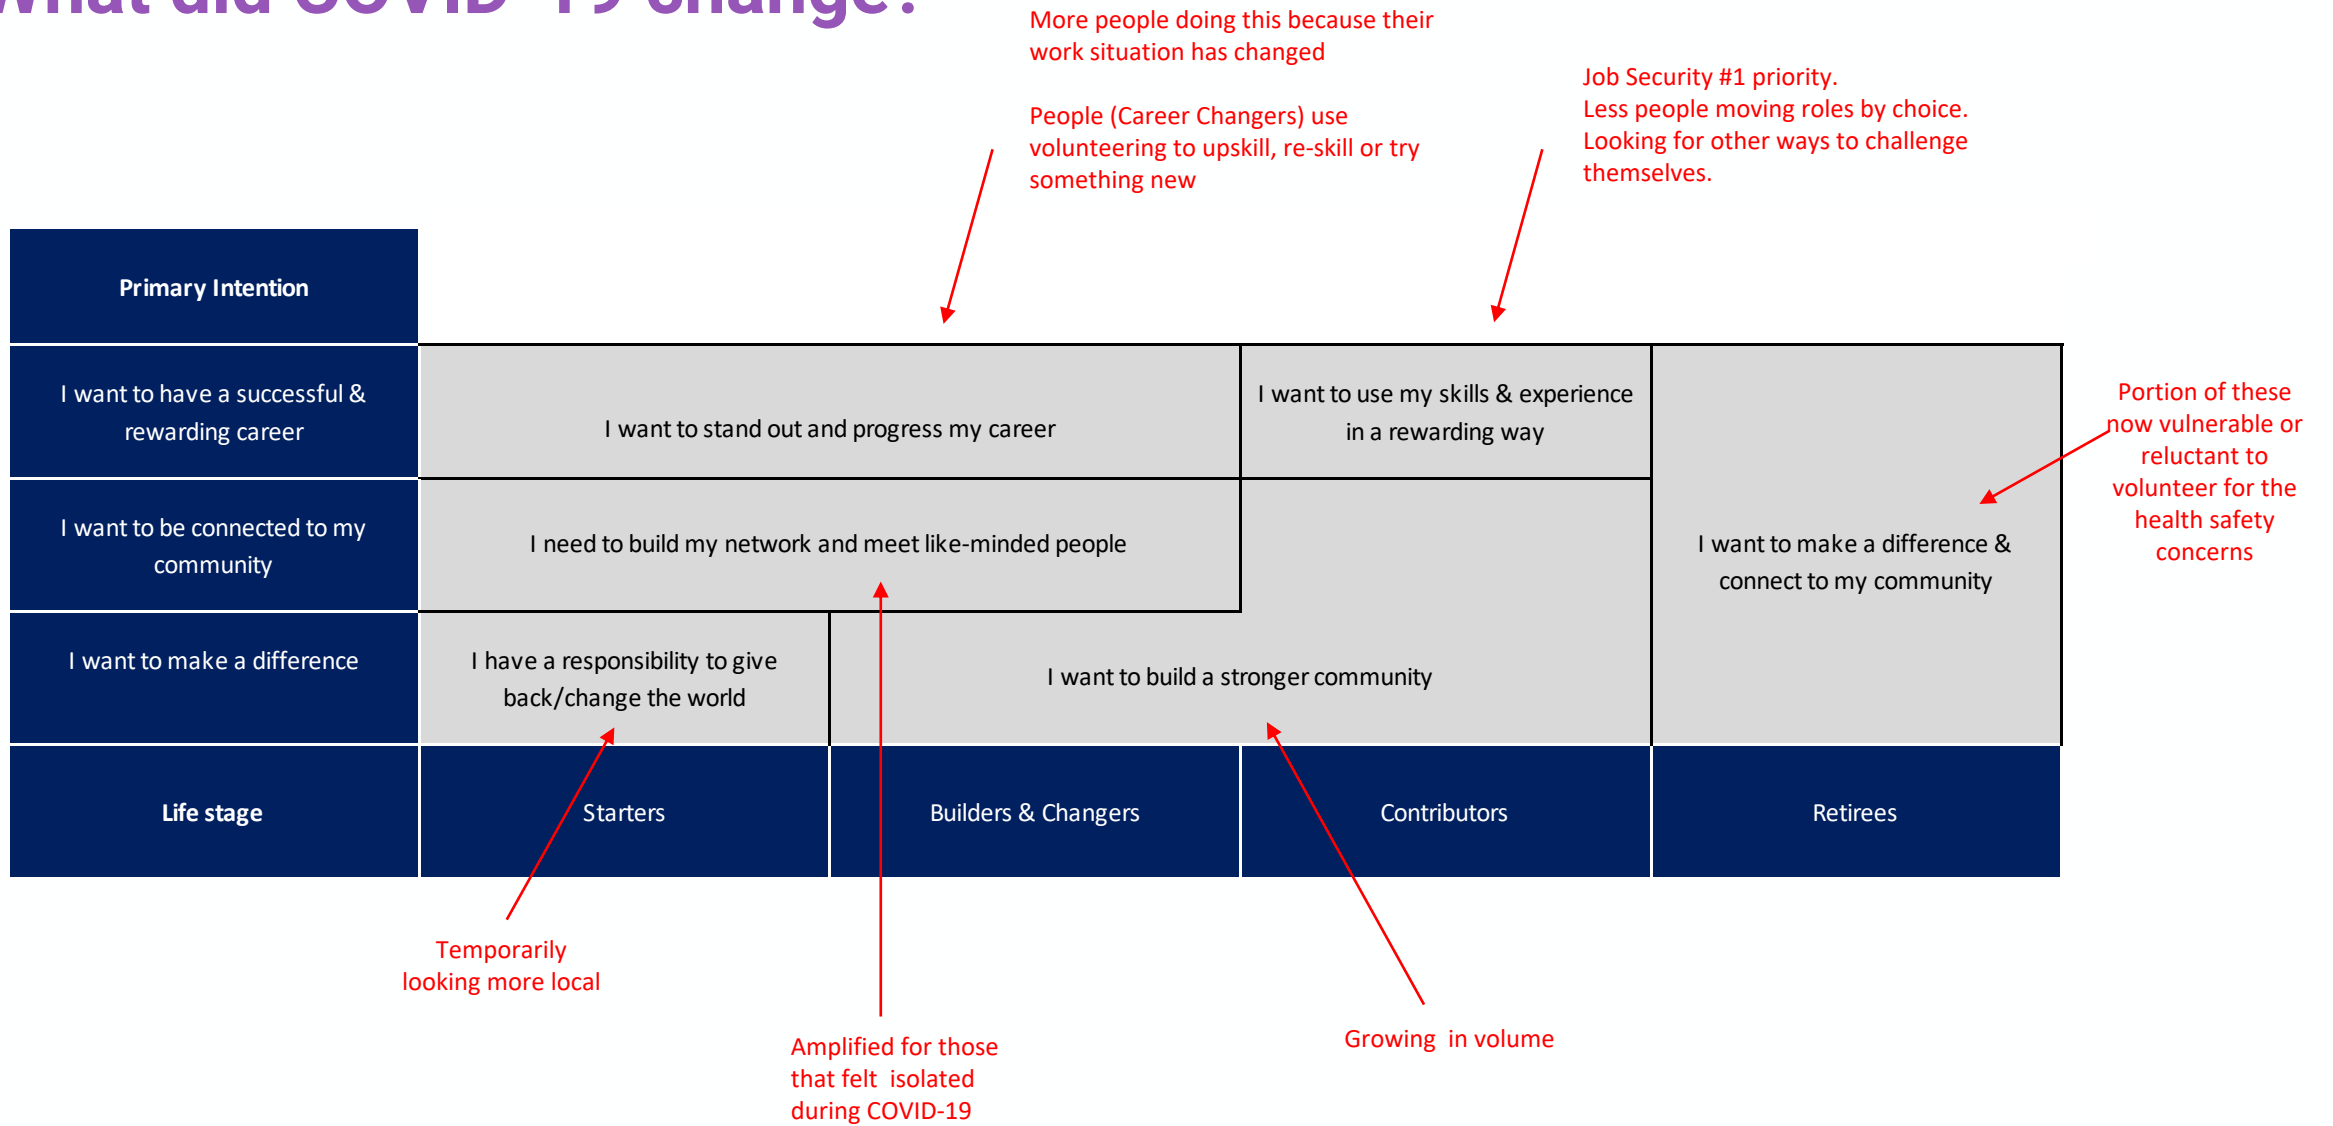 What did COVID-19 change?
More people doing this because their
work situation has changed
People (Career Changers) use
volunteering to upskill, re-skill or try
something new
Job Security #1 priority.
Less people moving roles by choice.
Looking for other ways to challenge
themselves.
Primary Intention
I want to have a successful &
rewarding career
I want to stand out and progress my career
I want to use my skills & experience
in a rewarding way
Portion of these
now vulnerable or
reluctant to
volunteer for the
health safety
concerns
I want to be connected to my
community
I need to build my network and meet like-minded people
I want to make a difference &
connect to my community
I want to make a difference
I have a responsibility to give
back/change the world
I want to build a stronger community
Life stage
Starters
Builders & Changers
Contributors
Retirees
Temporarily
looking more local
Amplified for those
that felt  isolated
during COVID-19
Growing  in volume